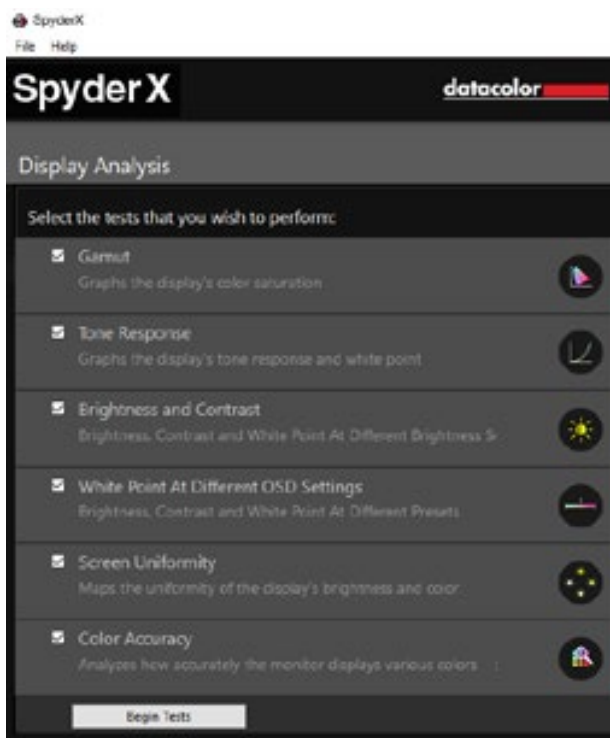 SpyderX
File Help
SpyderX
datacolor
Display Analysis
Select the tests that you wish to perform:
Gamut
Graphs the display's color saturation
Tone Response
Graphs the display's tone response and white point
Brightness and Contrast
Brightness, Contrast and White Point At Different Brightness S
White Point At Different OSD Settings
Brightness, Contrast and White Point At Different Presets
Screen Uniformity
Maps the uniformity of the display's brightness and color
Color Accuracy
Analyzes how accurately the monitor displays various colors
Begin Tests